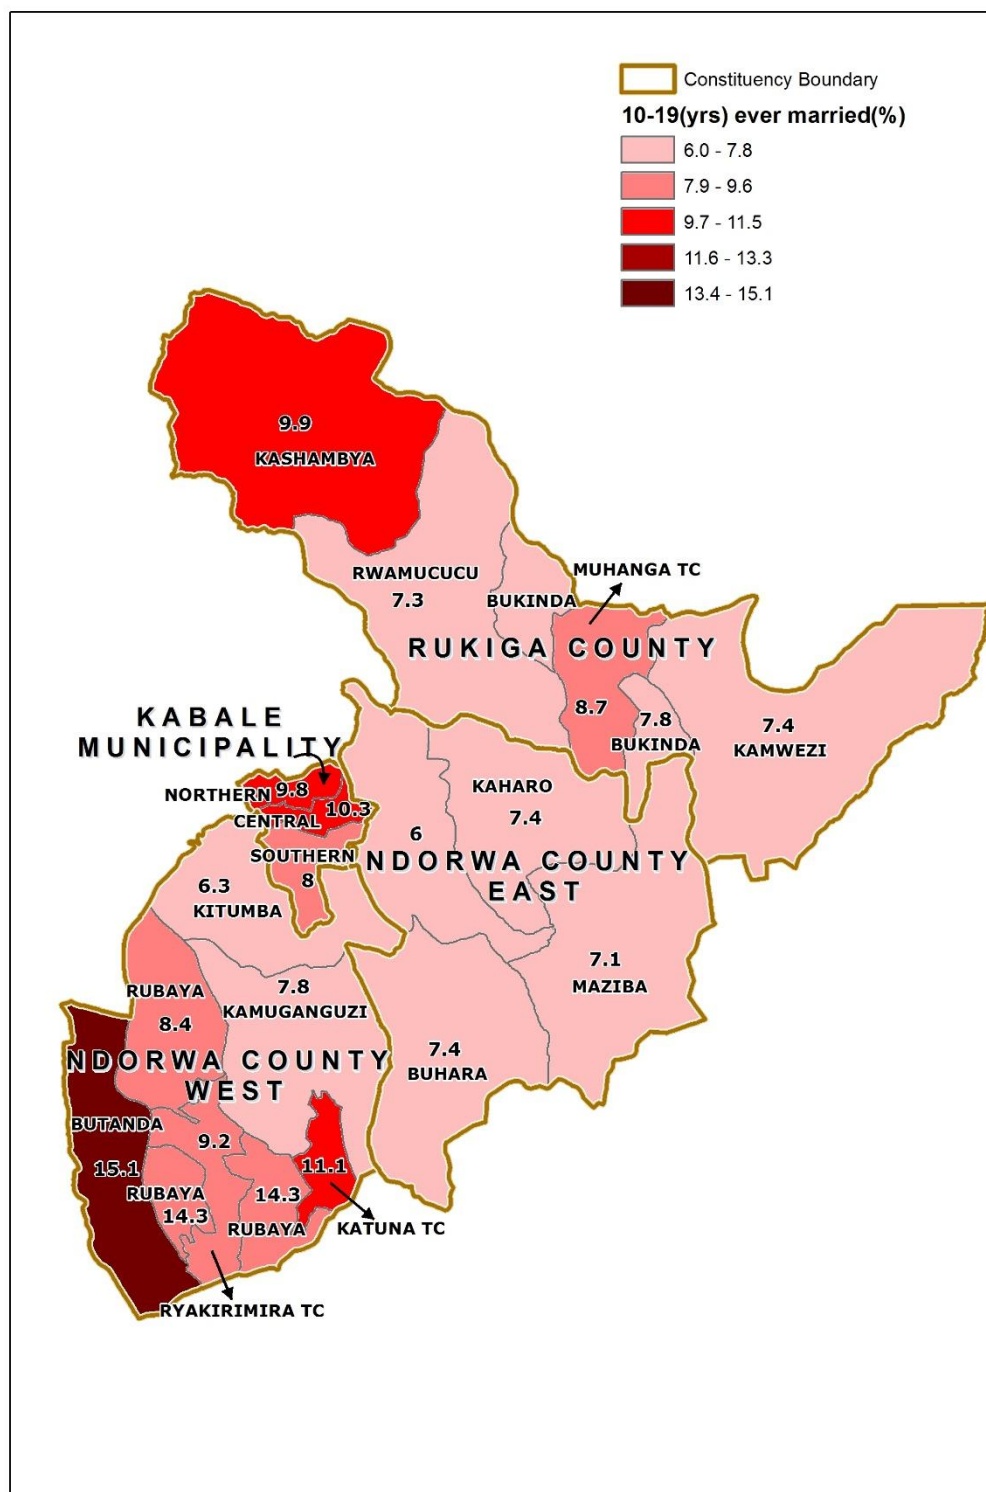 Constituency Boundary
10-19(yrs) ever married(%)
6.0 - 7.8
7.9 - 9.6
9.7 - 11.5
11.6 - 13.3
13.4 - 15.1
9.9
KASHAMBYA
RWAMUCUCU
7.3
MUHANGA TC
BUKINDA
RUKIGA COUNTY
8.7
7.8
BUKINDA
7.4
KAMWEZI
KABALE
MUNICIPALITY
NORTHERN
9.8
CENTRAL
10.3
SOUTHERN
8
KAHARO
7.4
6
NDORWA COUNTY
EAST
6.3
KITUMBA
7.1
MAZIBA
7.8
KAMUGANGUZI
RUBAYA
8.4
7.4
BUHARA
NDORWA COUNTY
WEST
BUTANDA
15.1
9.2
RUBAYA
14.3
14.3
RUBAYA
11.1
KATUNA TC
RYAKIRIMIRA TC